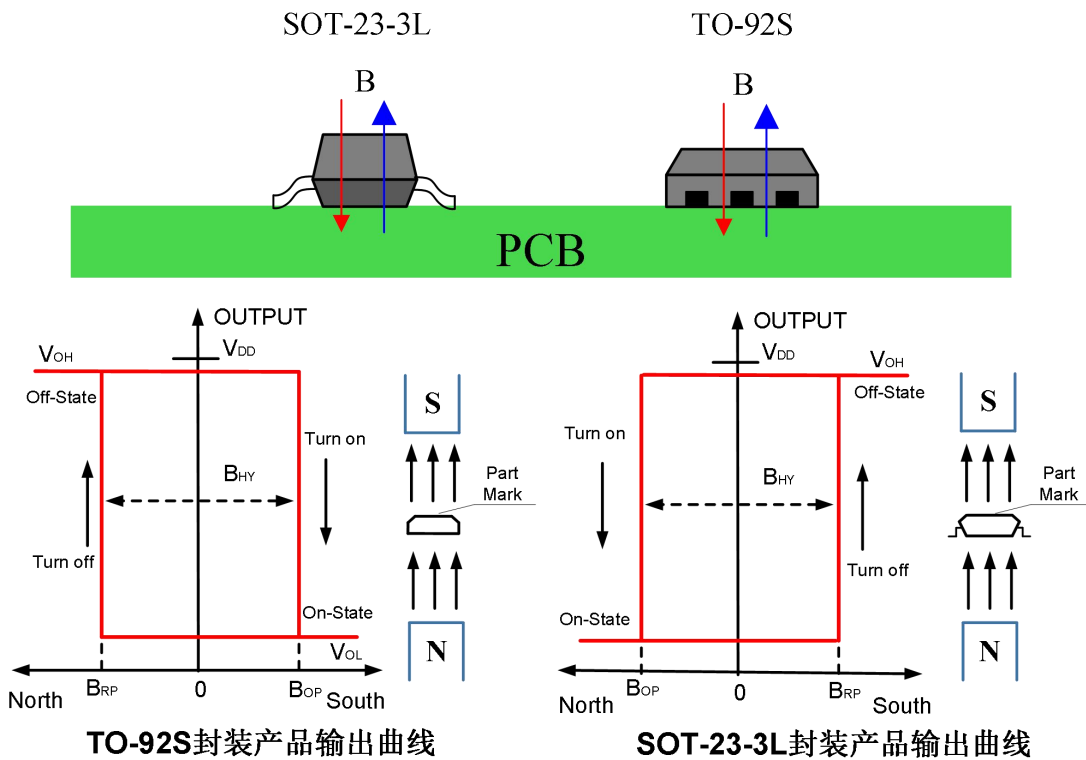 SOT-23-3L
TO-92S
B
B
PCB
OUTPUT
VDD
VOH
Off-State
Turn on
BHY
Turn off
On-State
VOL
BRP
0
BOP
North
South
S
Part
Mark
N
TO-92S封装产品输出曲线
OUTPUT
VDD
VOH
Off-State
Turn on
BHY
Turn off
On-State
BOP
0
BRP
North
South
S
Part
Mark
N
SOT-23-3L封装产品输出曲线